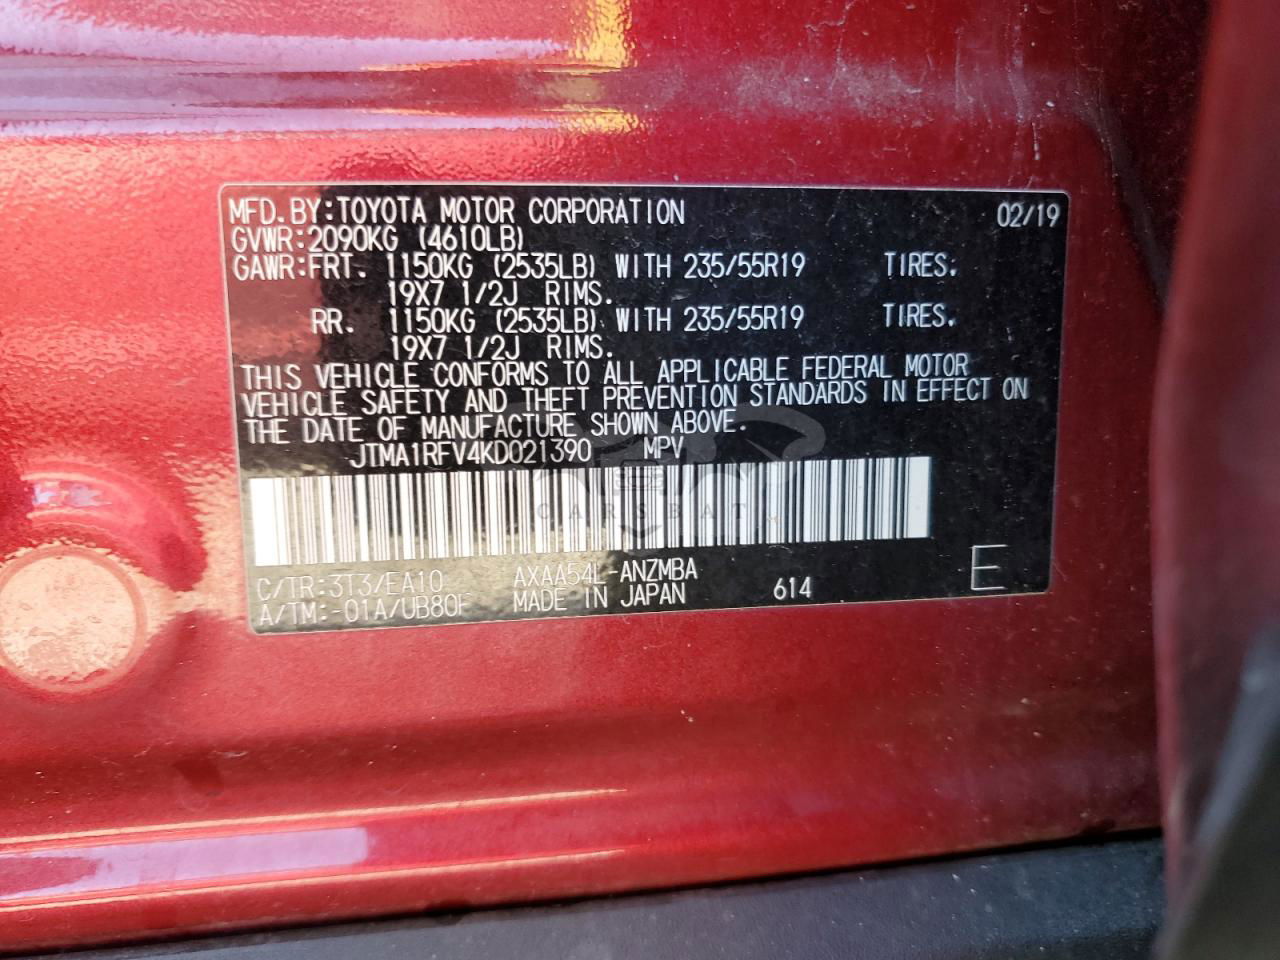 MFD.BY:TOYOTA MOTOR CORPORATION 02/19
GVWR:2090KG (4610LB)
GAWR:FRT. 1150KG (2535LB) WITH 235/55R19 TIRES.
19X7 1/2J RIMS.
RR. 1150KG (2535LB) WITH 235/55R19 TIRES.
19X7 1/2J RIMS.
THIS VEHICLE CONFORMS TO ALL APPLICABLE FEDERAL MOTOR
VEHICLE SAFETY AND THEFT PREVENTION STANDARDS IN EFFECT ON
THE DATE OF MANUFACTURE SHOWN ABOVE.
JTMA1RFV4KD021390 MPV
CARSBAT
C/TR:3T3/EA10 AXAA54L-ANZMBA E
A/TM:-01A/UB80F MADE IN JAPAN 614